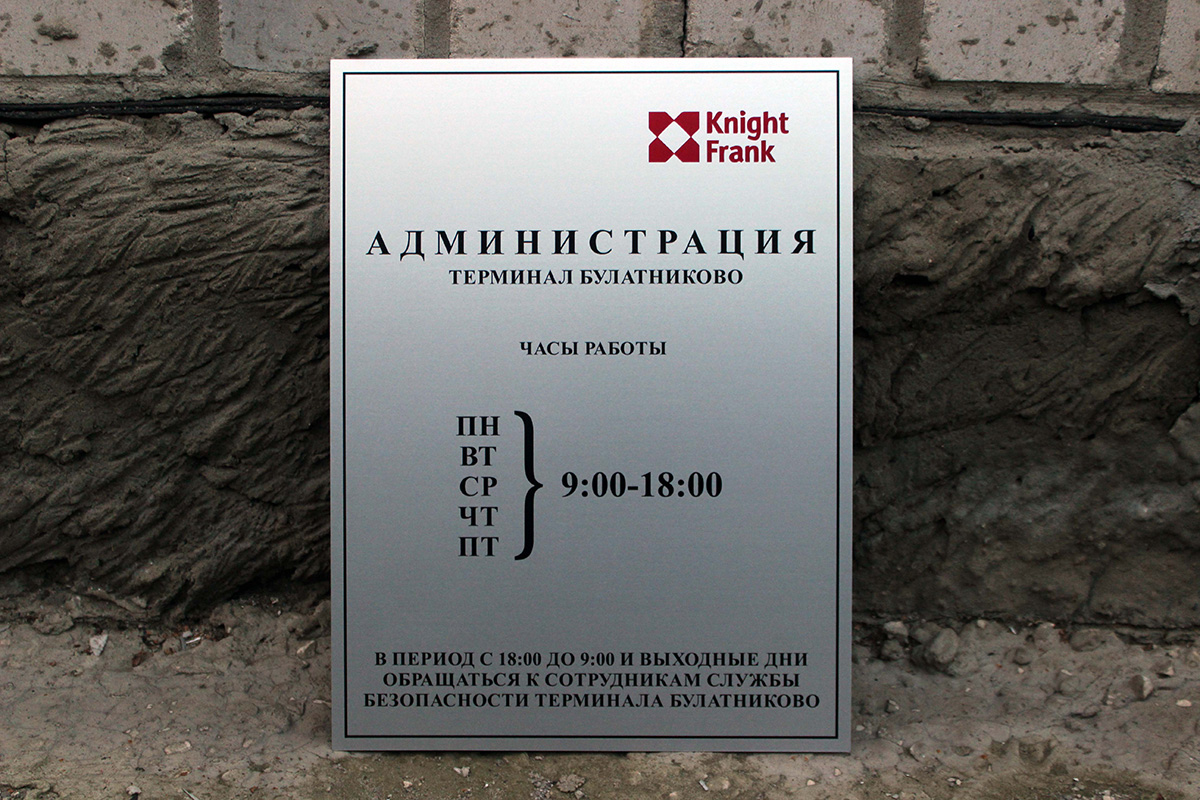 Knight
Frank
АДМИНИСТРАЦИЯ
ТЕРМИНАЛ БУЛАТНИКОВО
ЧАСЫ РАБОТЫ
ПН
ВТ
СР
ЧТ
ПТ
9:00-18:00
В ПЕРИОД С 18:00 ДО 9:00 И ВЫХОДНЫЕ ДНИ
ОБРАЩАТЬСЯ К СОТРУДНИКАМ СЛУЖБЫ
БЕЗОПАСНОСТИ ТЕРМИНАЛА БУЛАТНИКОВО